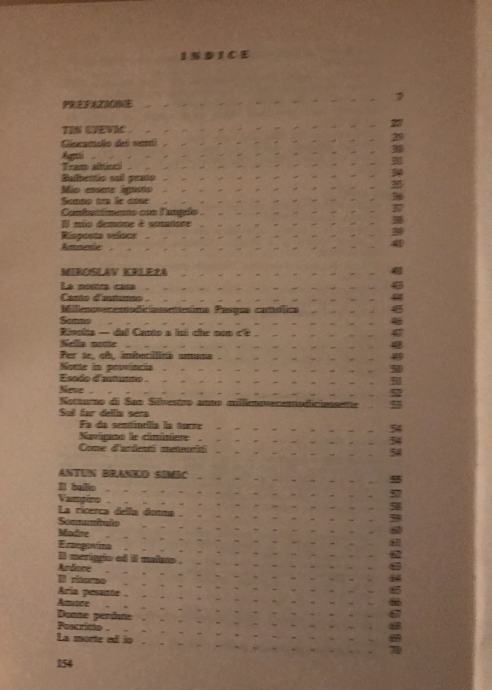 INDICE
PREFAZIONE 7
TIN UJEVIC 27
Giocattolo dei venti 29
Agni 30
Tram alticci 31
Balbettio sul prato 34
Mio essere ignoto 35
Sonno tra le cose 36
Combattimento con l'angelo 37
Il mio demone è sonatore 38
Risposta veloce 39
Amnesie 40
MIROSLAV KRLEZA 41
La nostra casa 43
Canto d'autunno 44
Millenovecentodiciassettesima Pasqua cattolica 45
Sonno 46
Rivolta — dal Canto a lui che non c'è 47
Nella notte 48
Per te, oh, imbecillità umana 49
Notte in provincia 50
Esodo d'autunno 51
Neve 52
Notturno di San Silvestro anno millenovecentodiciassette 53
Sul far della sera
Fa da sentinella la torre 54
Navigano le ciminiere 54
Come d'ardenti meteoriti 54
ANTUN BRANKO SIMIC 55
Il ballo 57
Vampiro 58
La ricerca della donna 59
Sonnambulo 60
Madre 61
Erzegovina 62
Il meriggio ed il malato 63
Ardore 64
Il ritorno 65
Aria pesante 66
Amore 67
Donne perdute 68
Poscritto 69
La morte ed io 70
154